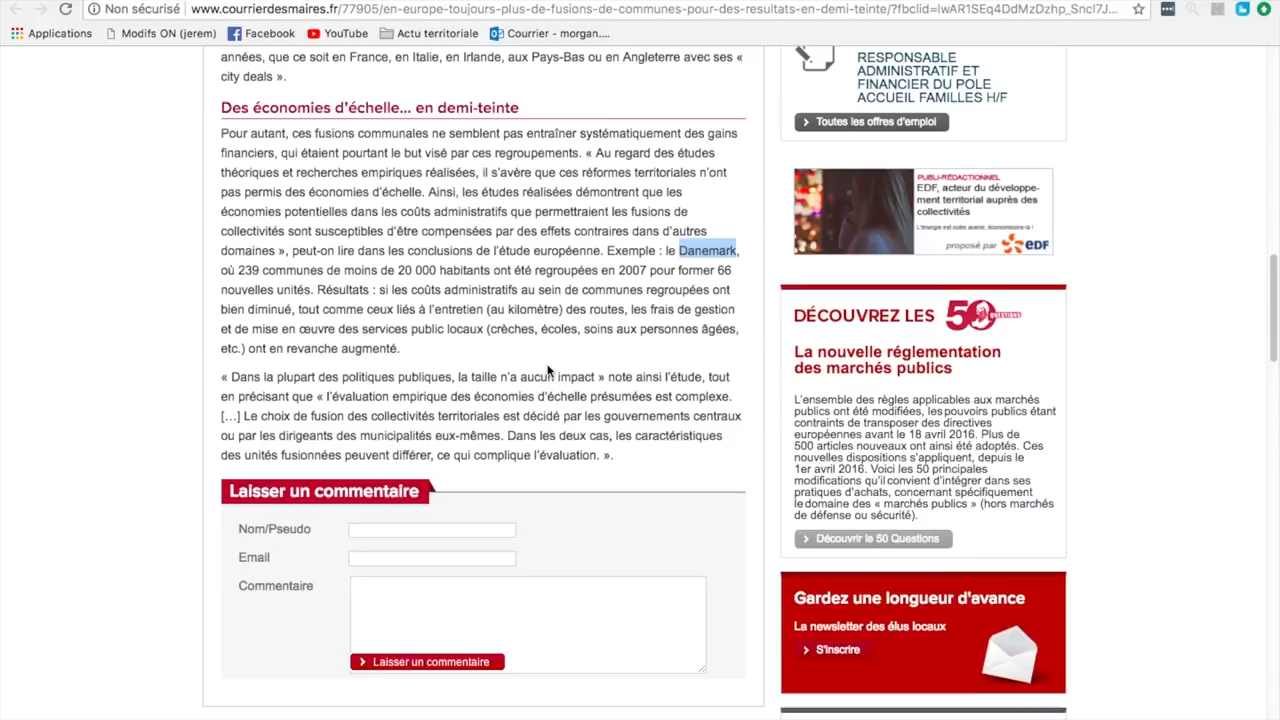 Non sécurisé
www.courrierdesmaires.fr/77905/en-europe-toujours-plus-de-fusions-de-communes-pour-des-resultats-en-demi-teinte/?fbclid=IwAR1SEq4DdMzDzhp_SncI7J...
Applications
Modifs ON (jerem)
Facebook
YouTube
Actu territoriale
Courrier - morgan....
années, que ce soit en France, en Italie, en Irlande, aux Pays-Bas ou en Angleterre avec ses «
city deals ».
Des économies d'échelle... en demi-teinte
Pour autant, ces fusions communales ne semblent pas entraîner systématiquement des gains
financiers, qui étaient pourtant le but visé par ces regroupements. « Au regard des études
théoriques et recherches empiriques réalisées, il s'avère que ces réformes territoriales n'ont
pas permis des économies d'échelle. Ainsi, les études réalisées démontrent que les
économies potentielles dans les coûts administratifs que permettraient les fusions de
collectivités sont susceptibles d'être compensées par des effets contraires dans d'autres
domaines », peut-on lire dans les conclusions de l'étude européenne. Exemple : le Danemark,
où 239 communes de moins de 20 000 habitants ont été regroupées en 2007 pour former 66
nouvelles unités. Résultats : si les coûts administratifs au sein de communes regroupées ont
bien diminué, tout comme ceux liés à l'entretien (au kilomètre) des routes, les frais de gestion
et de mise en œuvre des services public locaux (crèches, écoles, soins aux personnes âgées,
etc.) ont en revanche augmenté.
« Dans la plupart des politiques publiques, la taille n'a aucun impact » note ainsi l'étude, tout
en précisant que « l'évaluation empirique des économies d'échelle présumées est complexe.
[…] Le choix de fusion des collectivités territoriales est décidé par les gouvernements centraux
ou par les dirigeants des municipalités eux-mêmes. Dans les deux cas, les caractéristiques
des unités fusionnées peuvent différer, ce qui complique l'évaluation. ».
Laisser un commentaire
Nom/Pseudo
Email
Commentaire
Laisser un commentaire
RESPONSABLE
ADMINISTRATIF ET
FINANCIER DU POLE
ACCUEIL FAMILLES H/F
Toutes les offres d'emploi
PUBLI-RÉDACTIONNEL
EDF, acteur du développe-
ment territorial auprès des
collectivités
L'énergie est notre avenir, économisons-la !
proposé par edf
DÉCOUVREZ LES 50 QUESTIONS
La nouvelle réglementation
des marchés publics
L'ensemble des règles applicables aux marchés
publics ont été modifiées, les pouvoirs publics étant
contraints de transposer des directives
européennes avant le 18 avril 2016. Plus de
500 articles nouveaux ont ainsi été adoptés. Ces
nouvelles dispositions s'appliquent, depuis le
1er avril 2016. Voici les 50 principales
modifications qu'il convient d'intégrer dans ses
pratiques d'achats, concernant spécifiquement
le domaine des « marchés publics » (hors marchés
de défense ou sécurité).
Découvrir le 50 Questions
Gardez une longueur d'avance
La newsletter des élus locaux
S'inscrire